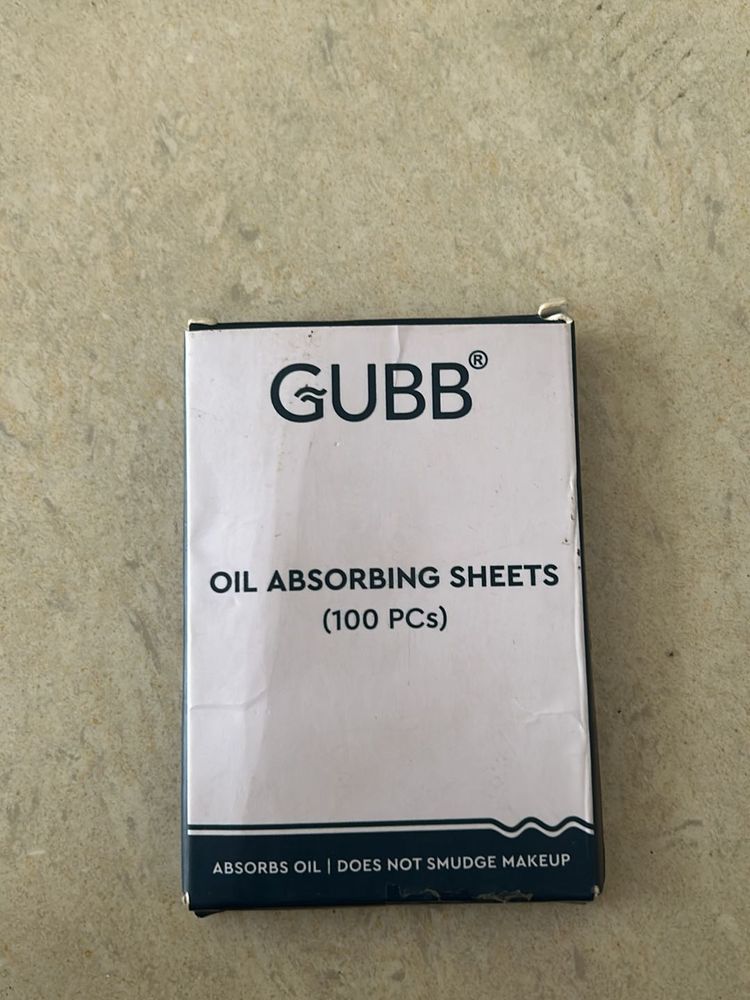 GUBB®
OIL ABSORBING SHEETS
(100 PCs)
ABSORBS OIL | DOES NOT SMUDGE MAKEUP